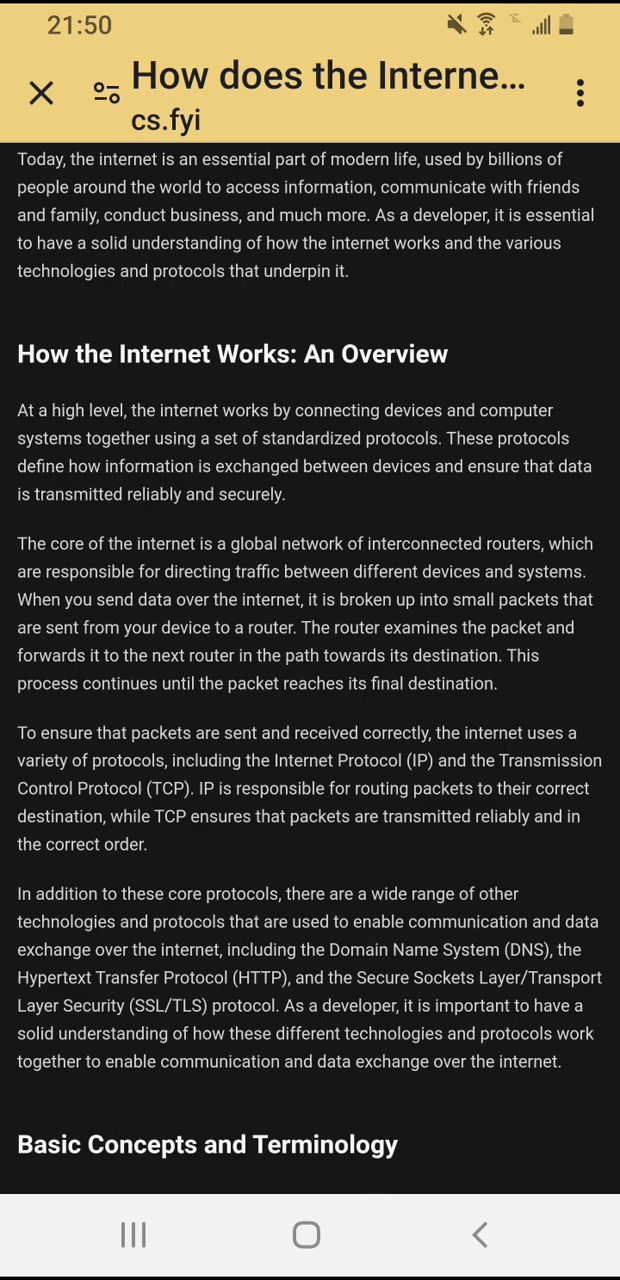 21:50
How does the Interne...
cs.fyi
Today, the internet is an essential part of modern life, used by billions of
people around the world to access information, communicate with friends
and family, conduct business, and much more. As a developer, it is essential
to have a solid understanding of how the internet works and the various
technologies and protocols that underpin it.
How the Internet Works: An Overview
At a high level, the internet works by connecting devices and computer
systems together using a set of standardized protocols. These protocols
define how information is exchanged between devices and ensure that data
is transmitted reliably and securely.
The core of the internet is a global network of interconnected routers, which
are responsible for directing traffic between different devices and systems.
When you send data over the internet, it is broken up into small packets that
are sent from your device to a router. The router examines the packet and
forwards it to the next router in the path towards its destination. This
process continues until the packet reaches its final destination.
To ensure that packets are sent and received correctly, the internet uses a
variety of protocols, including the Internet Protocol (IP) and the Transmission
Control Protocol (TCP). IP is responsible for routing packets to their correct
destination, while TCP ensures that packets are transmitted reliably and in
the correct order.
In addition to these core protocols, there are a wide range of other
technologies and protocols that are used to enable communication and data
exchange over the internet, including the Domain Name System (DNS), the
Hypertext Transfer Protocol (HTTP), and the Secure Sockets Layer/Transport
Layer Security (SSL/TLS) protocol. As a developer, it is important to have a
solid understanding of how these different technologies and protocols work
together to enable communication and data exchange over the internet.
Basic Concepts and Terminology